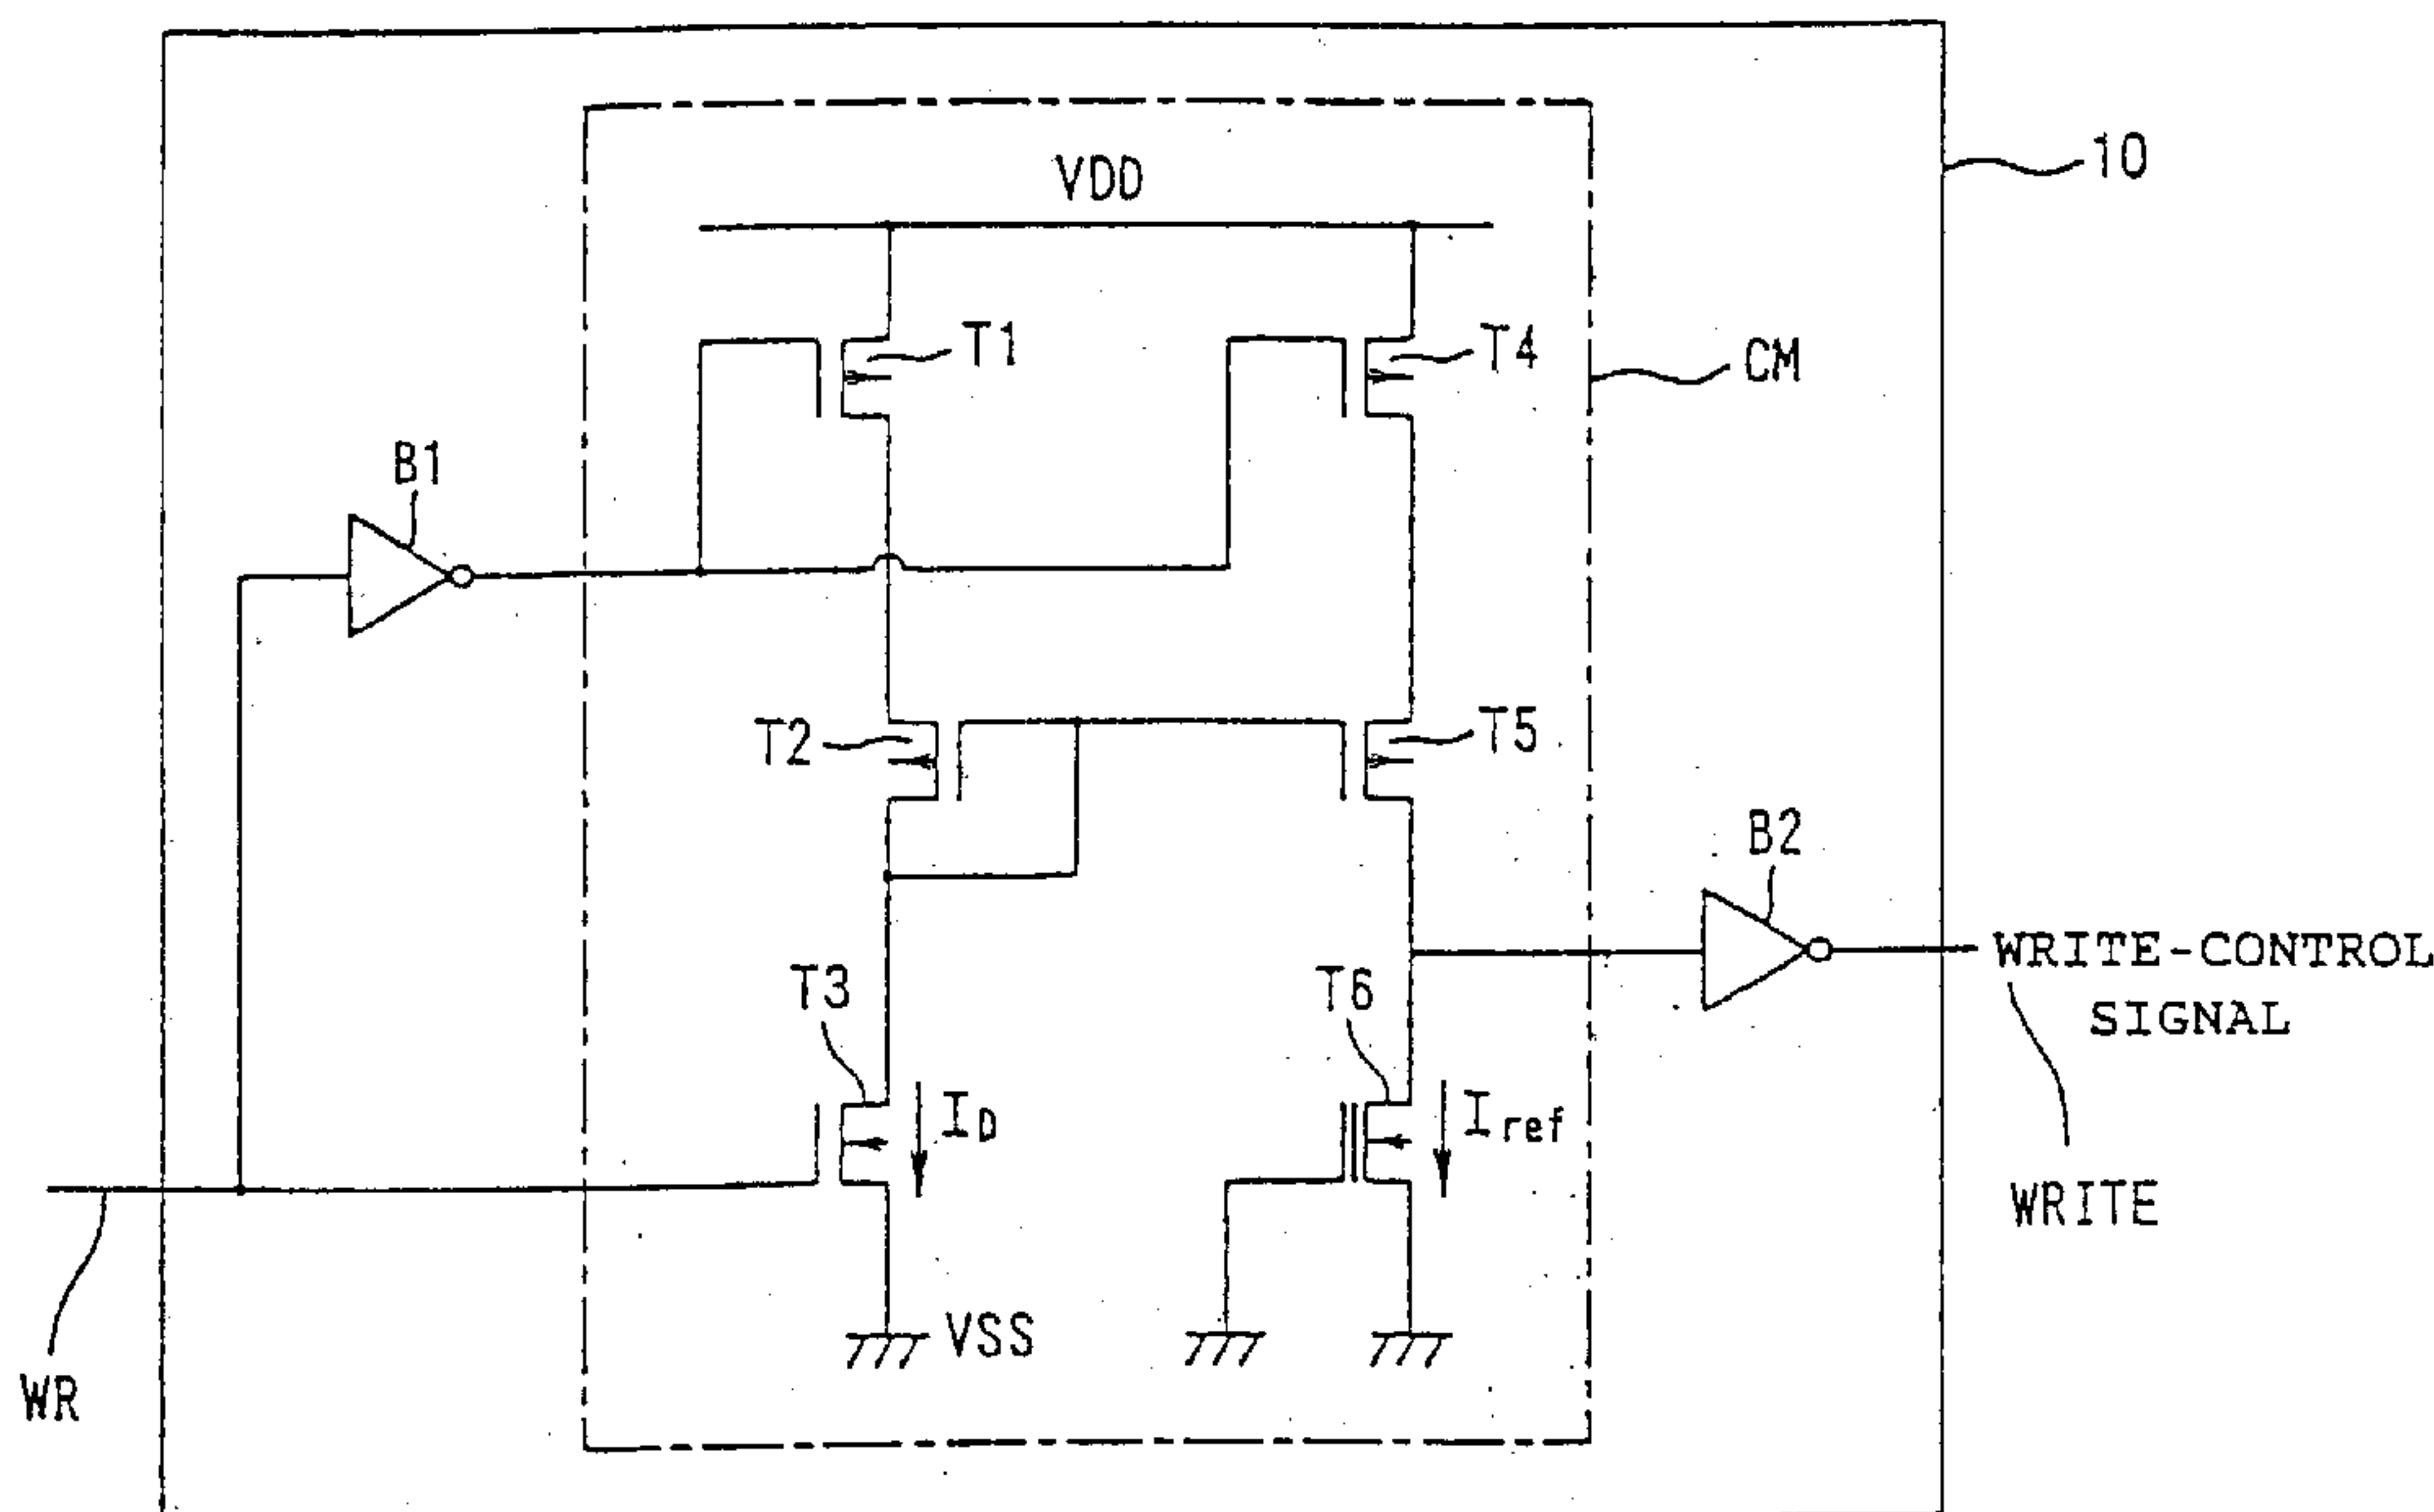 10
VDD
T1
T4
CM
B1
T2
T5
B2
WRITE-CONTROL
SIGNAL
T3
T6
ID
Iref
WRITE
VSS
WR